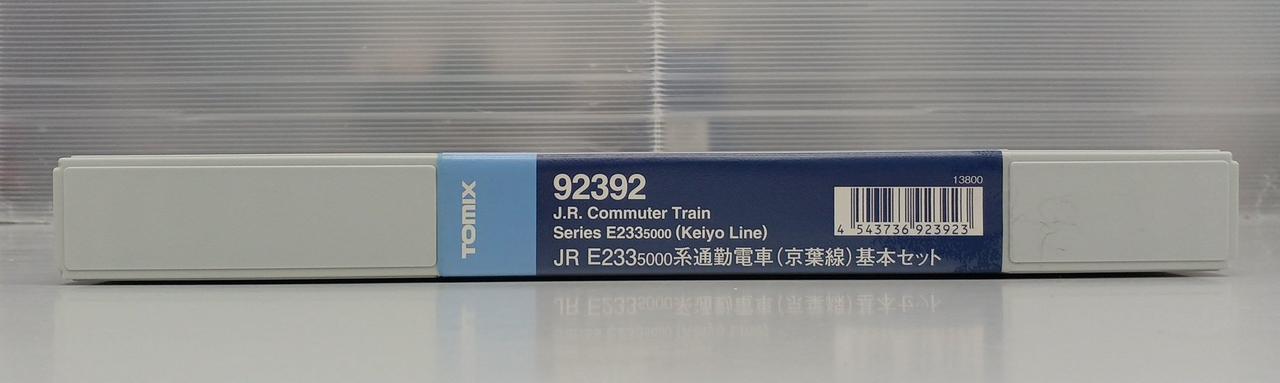 TOMIX
92392
J.R. Commuter Train
Series E2335000 (Keiyo Line)
JR E2335000系通勤電車(京葉線)基本セット
13800
4 543736 923923